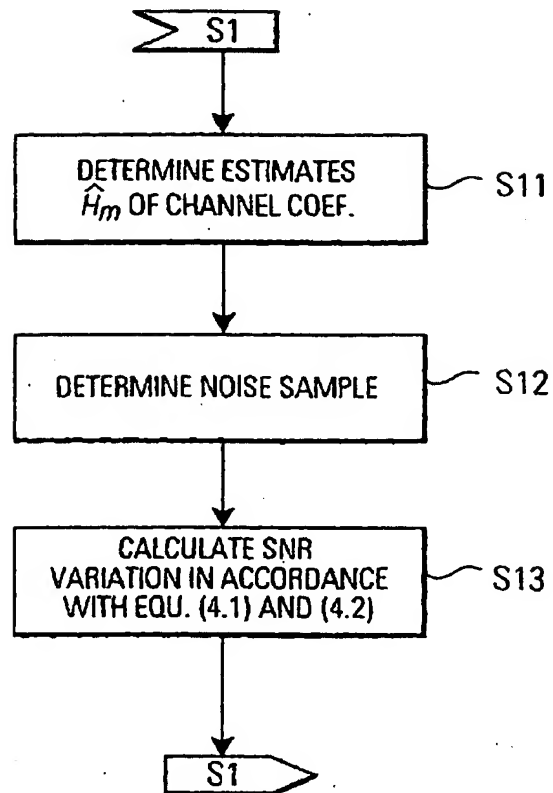 S1
DETERMINE ESTIMATES
Ĥm OF CHANNEL COEF.
S11
DETERMINE NOISE SAMPLE
S12
CALCULATE SNR
VARIATION IN ACCORDANCE
WITH EQU. (4.1) AND (4.2)
S13
S1